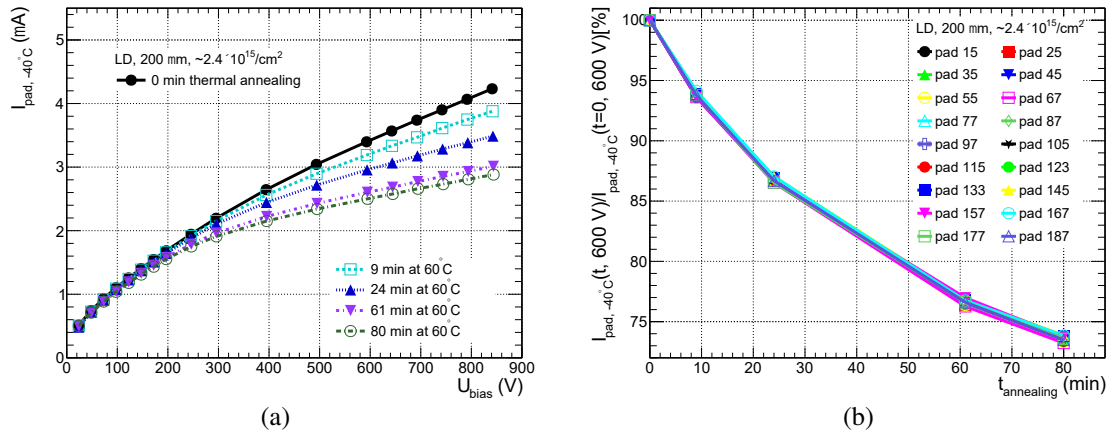 I_pad, -40°C (mA)
5
4
3
2
1
0
LD, 200 mm, ~2.4´10^15/cm^2
0 min thermal annealing
9 min at 60°C
24 min at 60°C
61 min at 60°C
80 min at 60°C
0 100 200 300 400 500 600 700 800 900
U_bias (V)
(a)
I_pad, -40°C(t, 600 V)/I_pad, -40°C(t=0, 600 V)[%]
100
95
90
85
80
75
LD, 200 mm, ~2.4´10^15/cm^2
pad 15 pad 25
pad 35 pad 45
pad 55 pad 67
pad 77 pad 87
pad 97 pad 105
pad 115 pad 123
pad 133 pad 145
pad 157 pad 167
pad 177 pad 187
0 10 20 30 40 50 60 70 80
t_annealing (min)
(b)